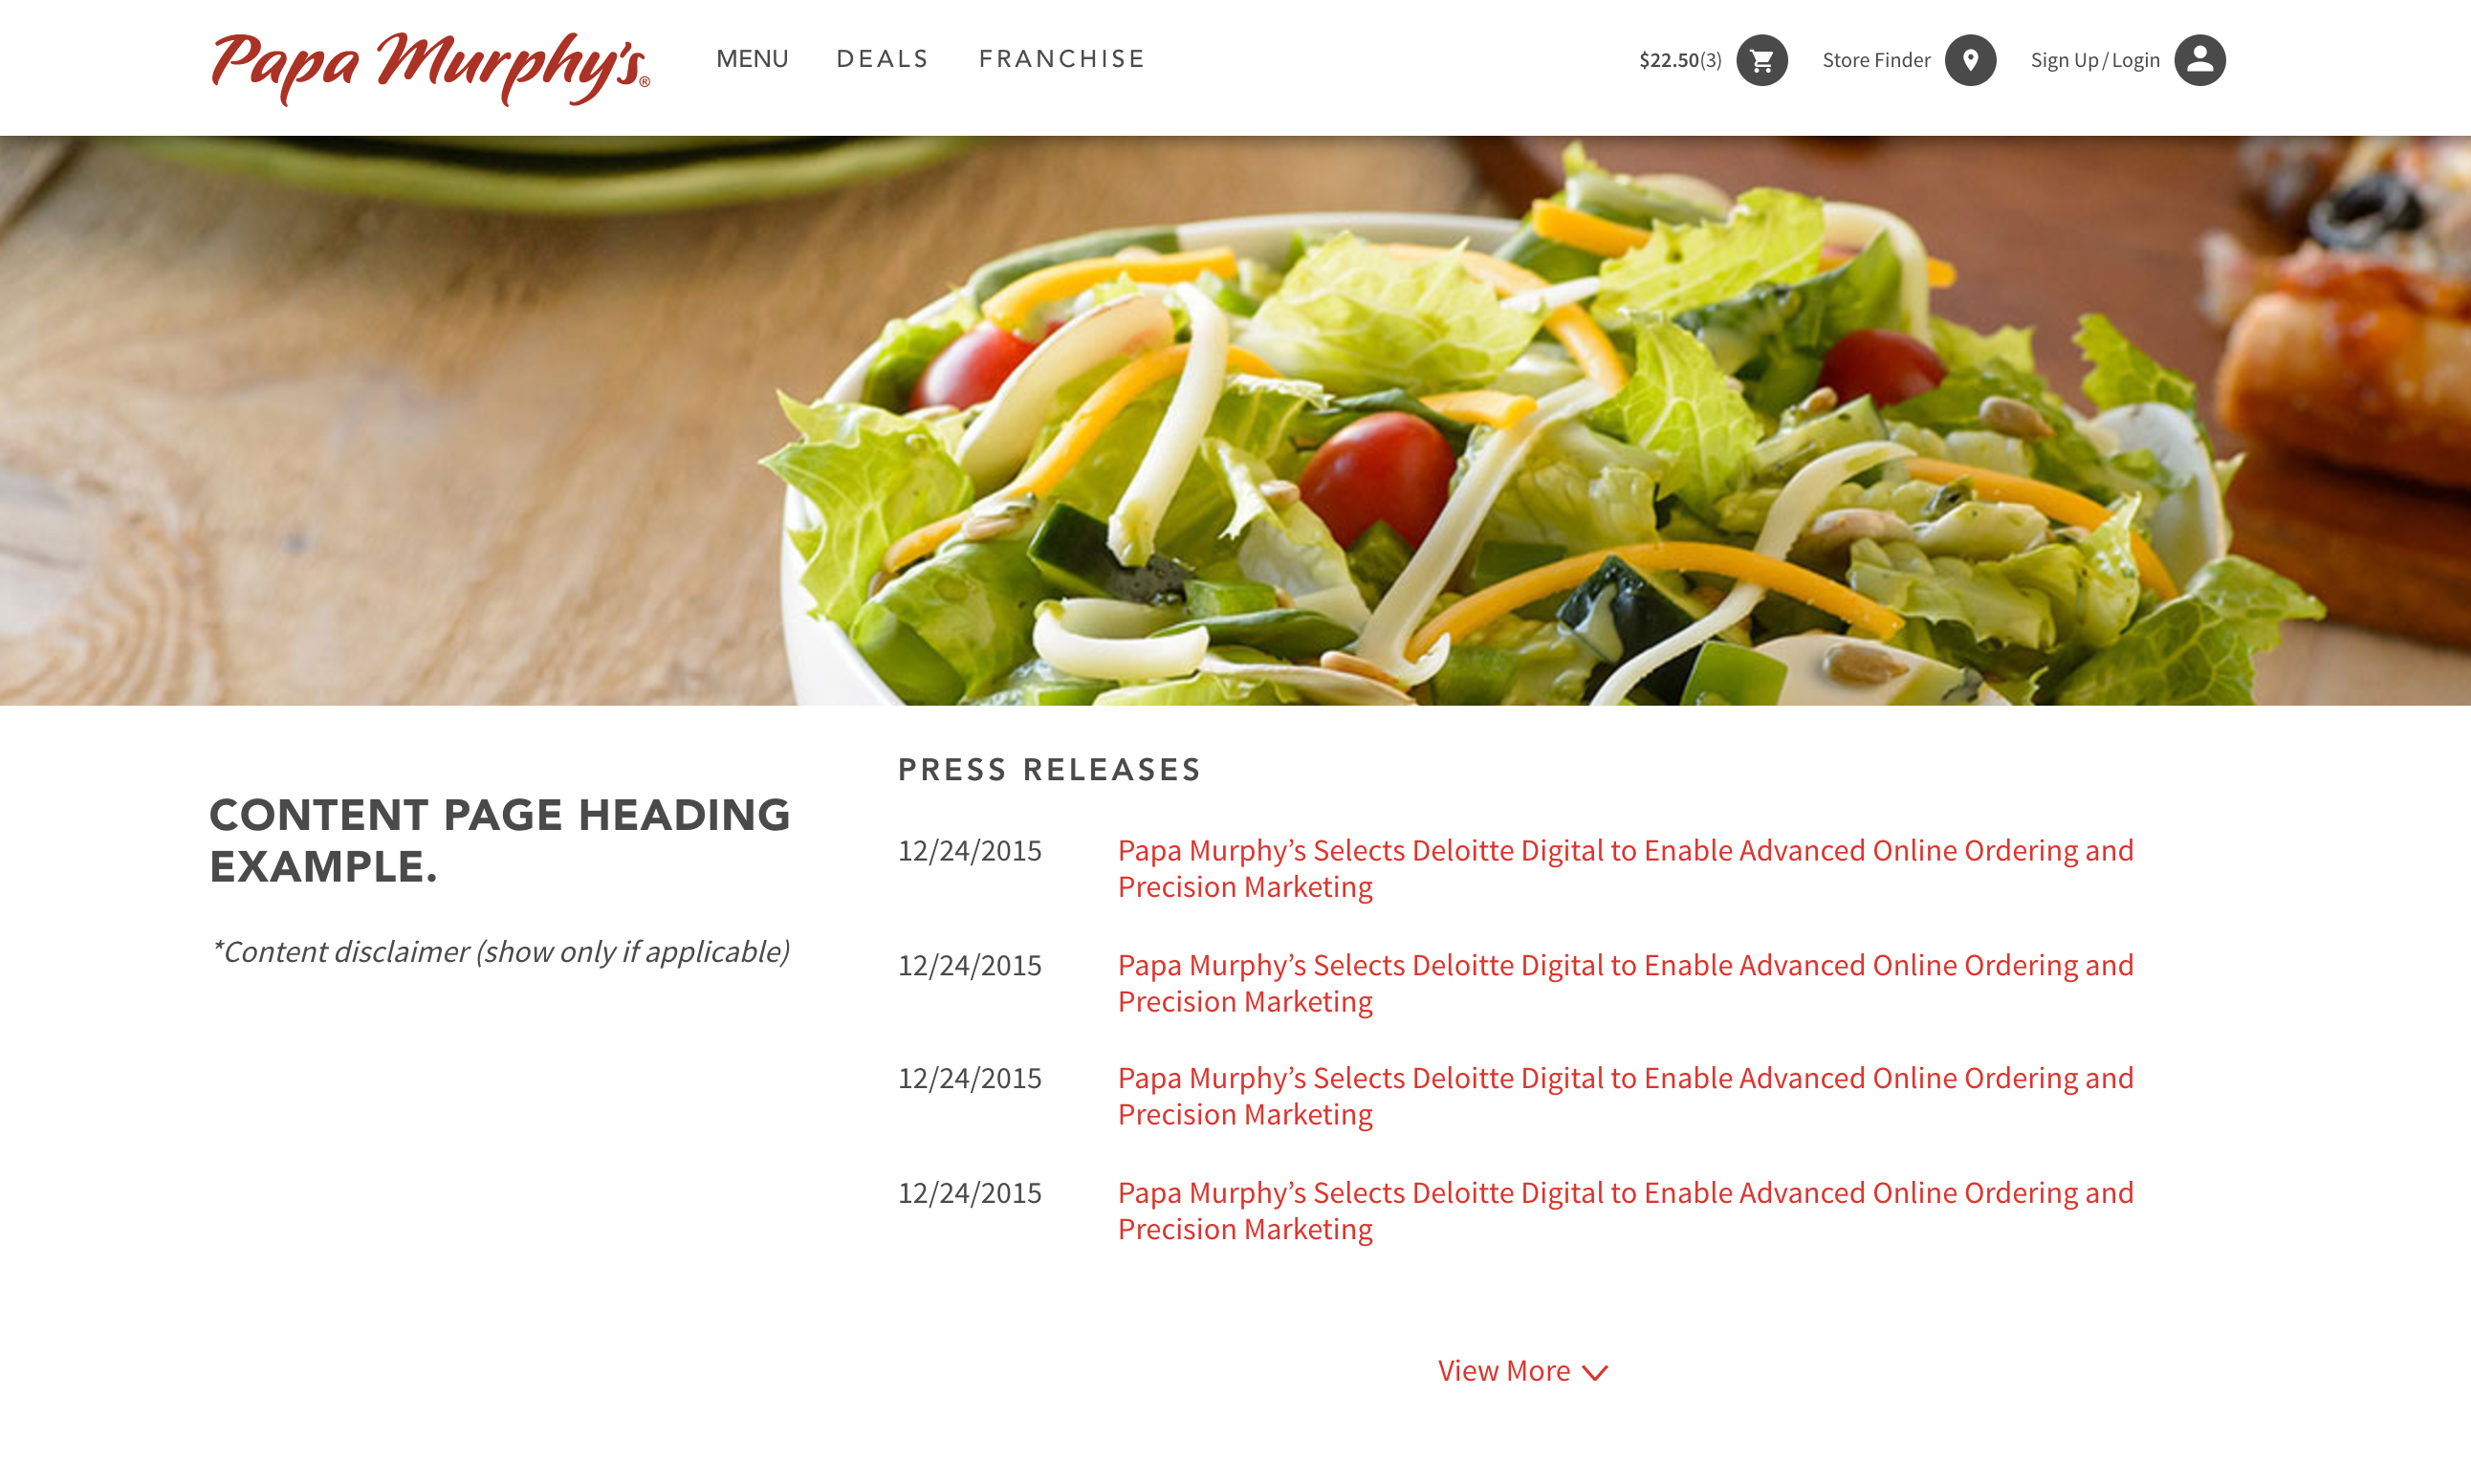 Papa Murphy's® MENU DEALS FRANCHISE $22.50(3) Store Finder Sign Up / Login
CONTENT PAGE HEADING
EXAMPLE.
*Content disclaimer (show only if applicable)
PRESS RELEASES
12/24/2015 Papa Murphy’s Selects Deloitte Digital to Enable Advanced Online Ordering and
Precision Marketing
12/24/2015 Papa Murphy’s Selects Deloitte Digital to Enable Advanced Online Ordering and
Precision Marketing
12/24/2015 Papa Murphy’s Selects Deloitte Digital to Enable Advanced Online Ordering and
Precision Marketing
12/24/2015 Papa Murphy’s Selects Deloitte Digital to Enable Advanced Online Ordering and
Precision Marketing
View More